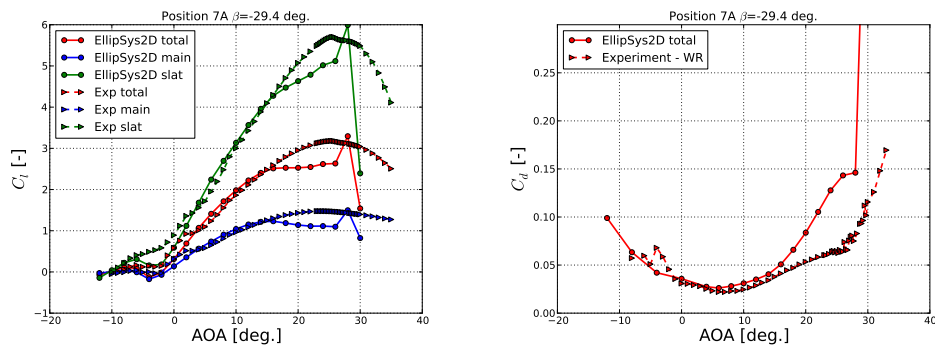 Position 7A β=-29.4 deg.
6
5
4
3
2
1
0
−1
−20
−10
0
10
20
30
40
C_l [-]
AOA [deg.]
EllipSys2D total
EllipSys2D main
EllipSys2D slat
Exp total
Exp main
Exp slat
Position 7A β=-29.4 deg.
0.25
0.20
0.15
0.10
0.05
0.00
−20
−10
0
10
20
30
40
C_d [-]
AOA [deg.]
EllipSys2D total
Experiment - WR